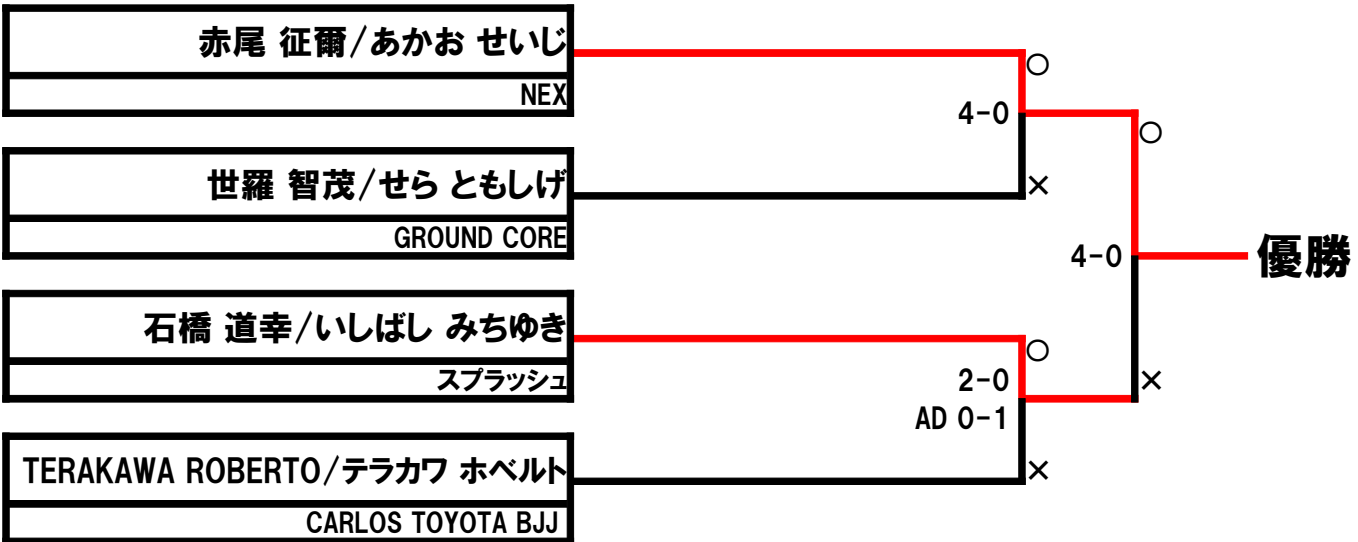 赤尾 征爾/あかお せいじ
NEX
○
4-0
○
世羅 智茂/せら ともしげ
×
GROUND CORE
4-0
優勝
石橋 道幸/いしばし みちゆき
○
スプラッシュ
2-0
×
AD 0-1
TERAKAWA ROBERTO/テラカワ ホベルト
×
CARLOS TOYOTA BJJ